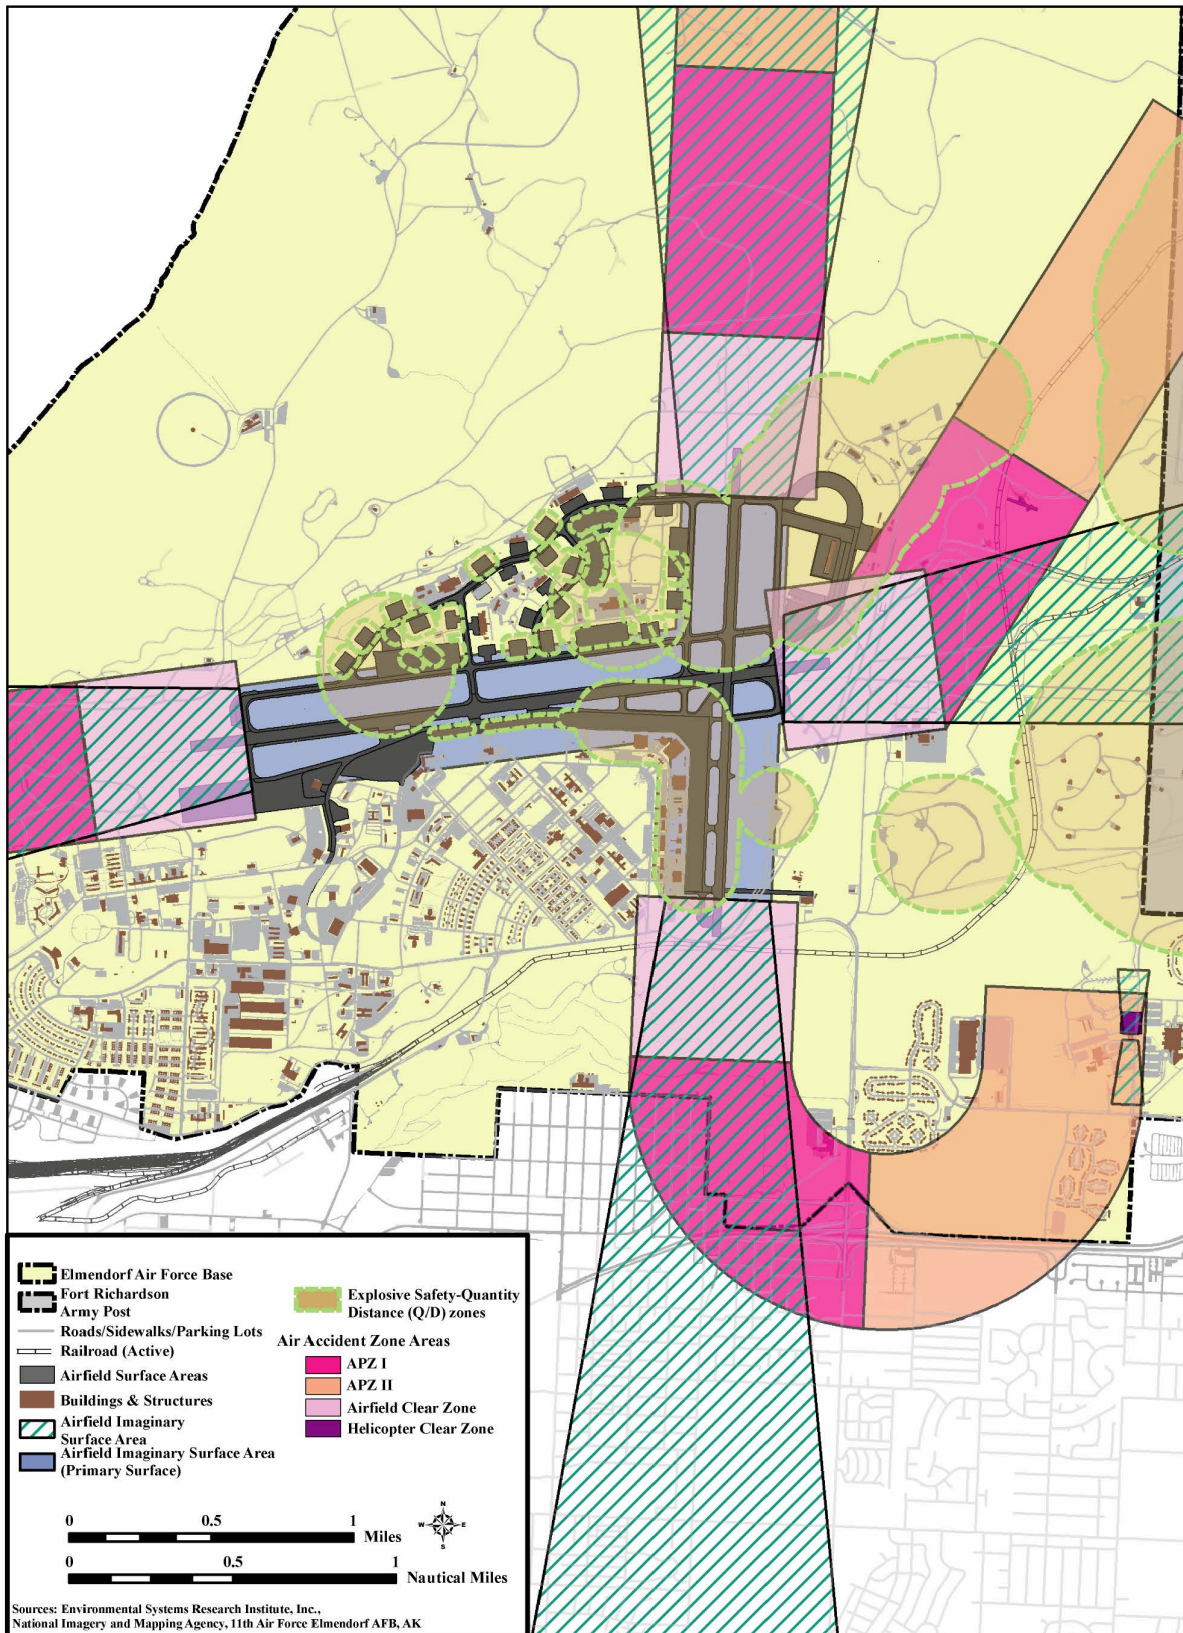 Elmendorf Air Force Base
Fort Richardson
Army Post
Roads/Sidewalks/Parking Lots
Railroad (Active)
Airfield Surface Areas
Buildings & Structures
Airfield Imaginary
Surface Area
Airfield Imaginary Surface Area
(Primary Surface)
Explosive Safety-Quantity
Distance (Q/D) zones
Air Accident Zone Areas
APZ I
APZ II
Airfield Clear Zone
Helicopter Clear Zone
0 0.5 1
Miles
N
W E
S
0 0.5 1
Nautical Miles
Sources: Environmental Systems Research Institute, Inc.,
National Imagery and Mapping Agency, 11th Air Force Elmendorf AFB, AK